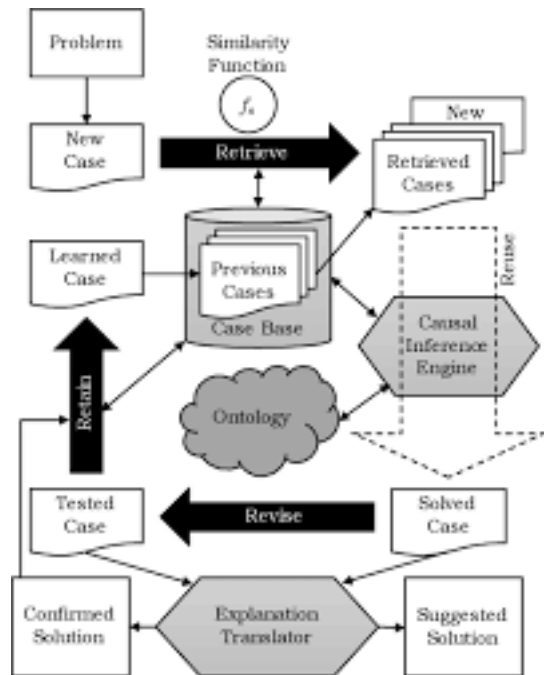 Problem
Similarity
Function
f_s
New
Case
Retrieve
New
Retrieved
Cases
Learned
Case
Previous
Cases
Case Base
Reuse
Causal
Inference
Engine
Retain
Ontology
Tested
Case
Revise
Solved
Case
Confirmed
Solution
Explanation
Translator
Suggested
Solution